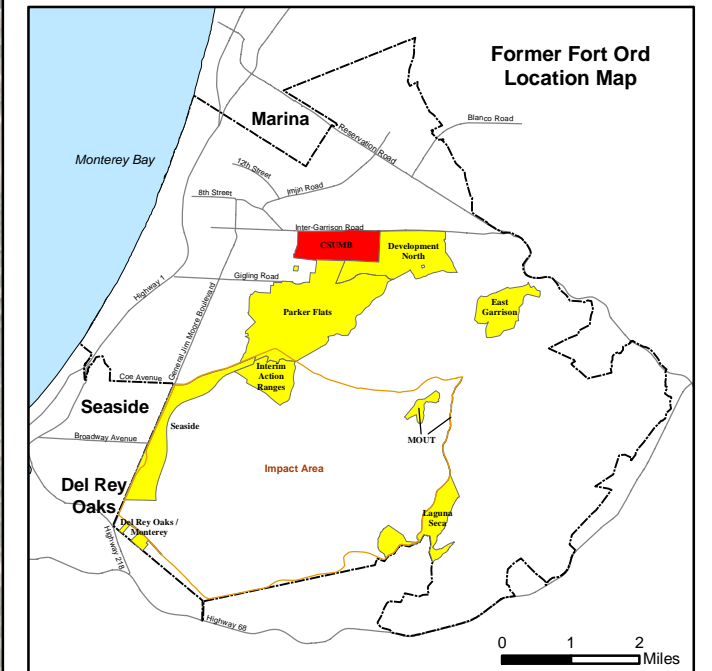 Former Fort Ord
Location Map
Marina
Blanco Road
Reservation Road
Monterey Bay
12th Street
Imjin Road
8th Street
Inter-Garrison Road
CSUMB
Development
North
Highway 1
Gigling Road
General Jim Moore Boulevard
East
Garrison
Parker Flats
Interim
Action
Ranges
Coe Avenue
Seaside
Seaside
Broadway Avenue
MOUT
Impact Area
Del Rey
Oaks
Del Rey Oaks /
Monterey
Laguna
Seca
Highway 218
Highway 68
0 1 2
Miles